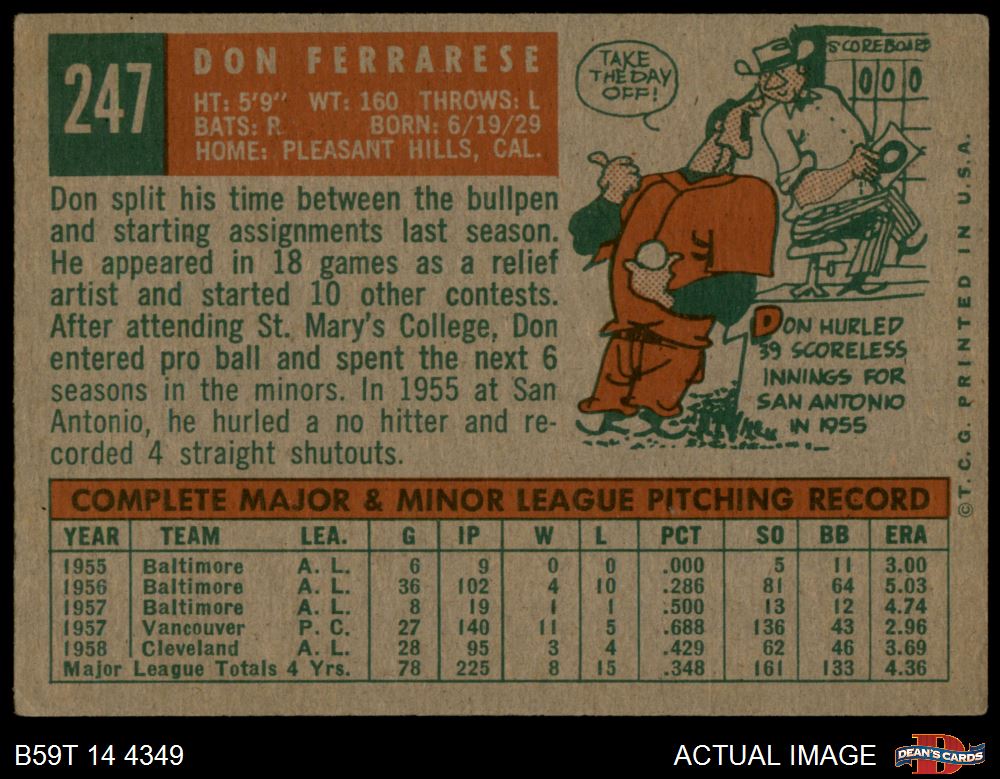 247
DON FERRARESE
HT: 5'9" WT: 160 THROWS: L
BATS: R BORN: 6/19/29
HOME: PLEASANT HILLS, CAL.
Don split his time between the bullpen
and starting assignments last season.
He appeared in 18 games as a relief
artist and started 10 other contests.
After attending St. Mary's College, Don
entered pro ball and spent the next 6
seasons in the minors. In 1955 at San
Antonio, he hurled a no hitter and re-
corded 4 straight shutouts.
TAKE
THE DAY
OFF!
SCOREBOARD
000
DON HURLED
39 SCORELESS
INNINGS FOR
SAN ANTONIO
IN 1955
©T. C. G. PRINTED IN U.S.A.
COMPLETE MAJOR & MINOR LEAGUE PITCHING RECORD
YEAR TEAM LEA. G IP W L PCT SO BB ERA
1955 Baltimore A. L. 6 9 0 0 .000 5 11 3.00
1956 Baltimore A. L. 36 102 4 10 .286 81 64 5.03
1957 Baltimore A. L. 8 19 1 1 .500 13 12 4.74
1957 Vancouver P. C. 27 140 11 5 .688 136 43 2.96
1958 Cleveland A. L. 28 95 3 4 .429 62 46 3.69
Major League Totals 4 Yrs. 78 225 8 15 .348 161 133 4.36
B59T 14 4349
ACTUAL IMAGE
D
DEAN'S CARDS